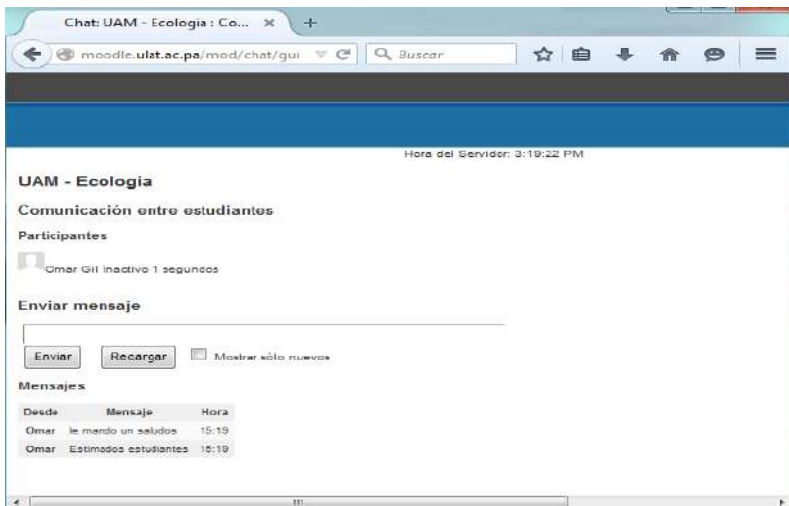 Chat: UAM - Ecologia : Co...
moodle.ulat.ac.pa/mod/chat/gui
Buscar
Hora del Servidor: 3:19:22 PM
UAM - Ecologia
Comunicación entre estudiantes
Participantes
Omar Gil Inactivo 1 segundos
Enviar mensaje
Enviar Recargar Mostrar sólo nuevos
Mensajes
Desde Mensaje Hora
Omar le mando un saludos 15:19
Omar Estimados estudiantes 15:19